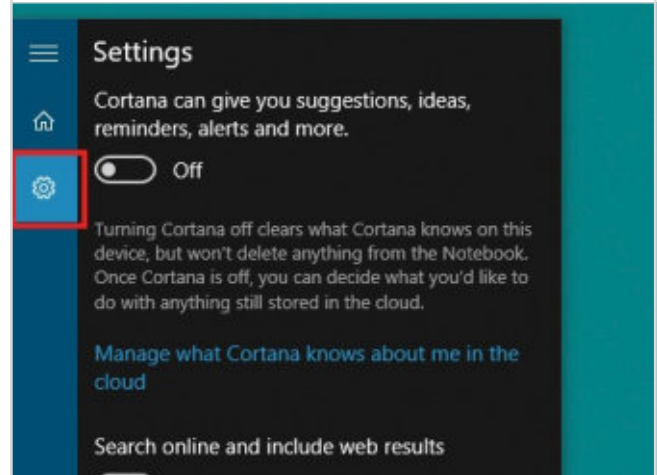 Settings
Cortana can give you suggestions, ideas,
reminders, alerts and more.
Off
Turning Cortana off clears what Cortana knows on this
device, but won't delete anything from the Notebook.
Once Cortana is off, you can decide what you'd like to
do with anything still stored in the cloud.
Manage what Cortana knows about me in the
cloud
Search online and include web results